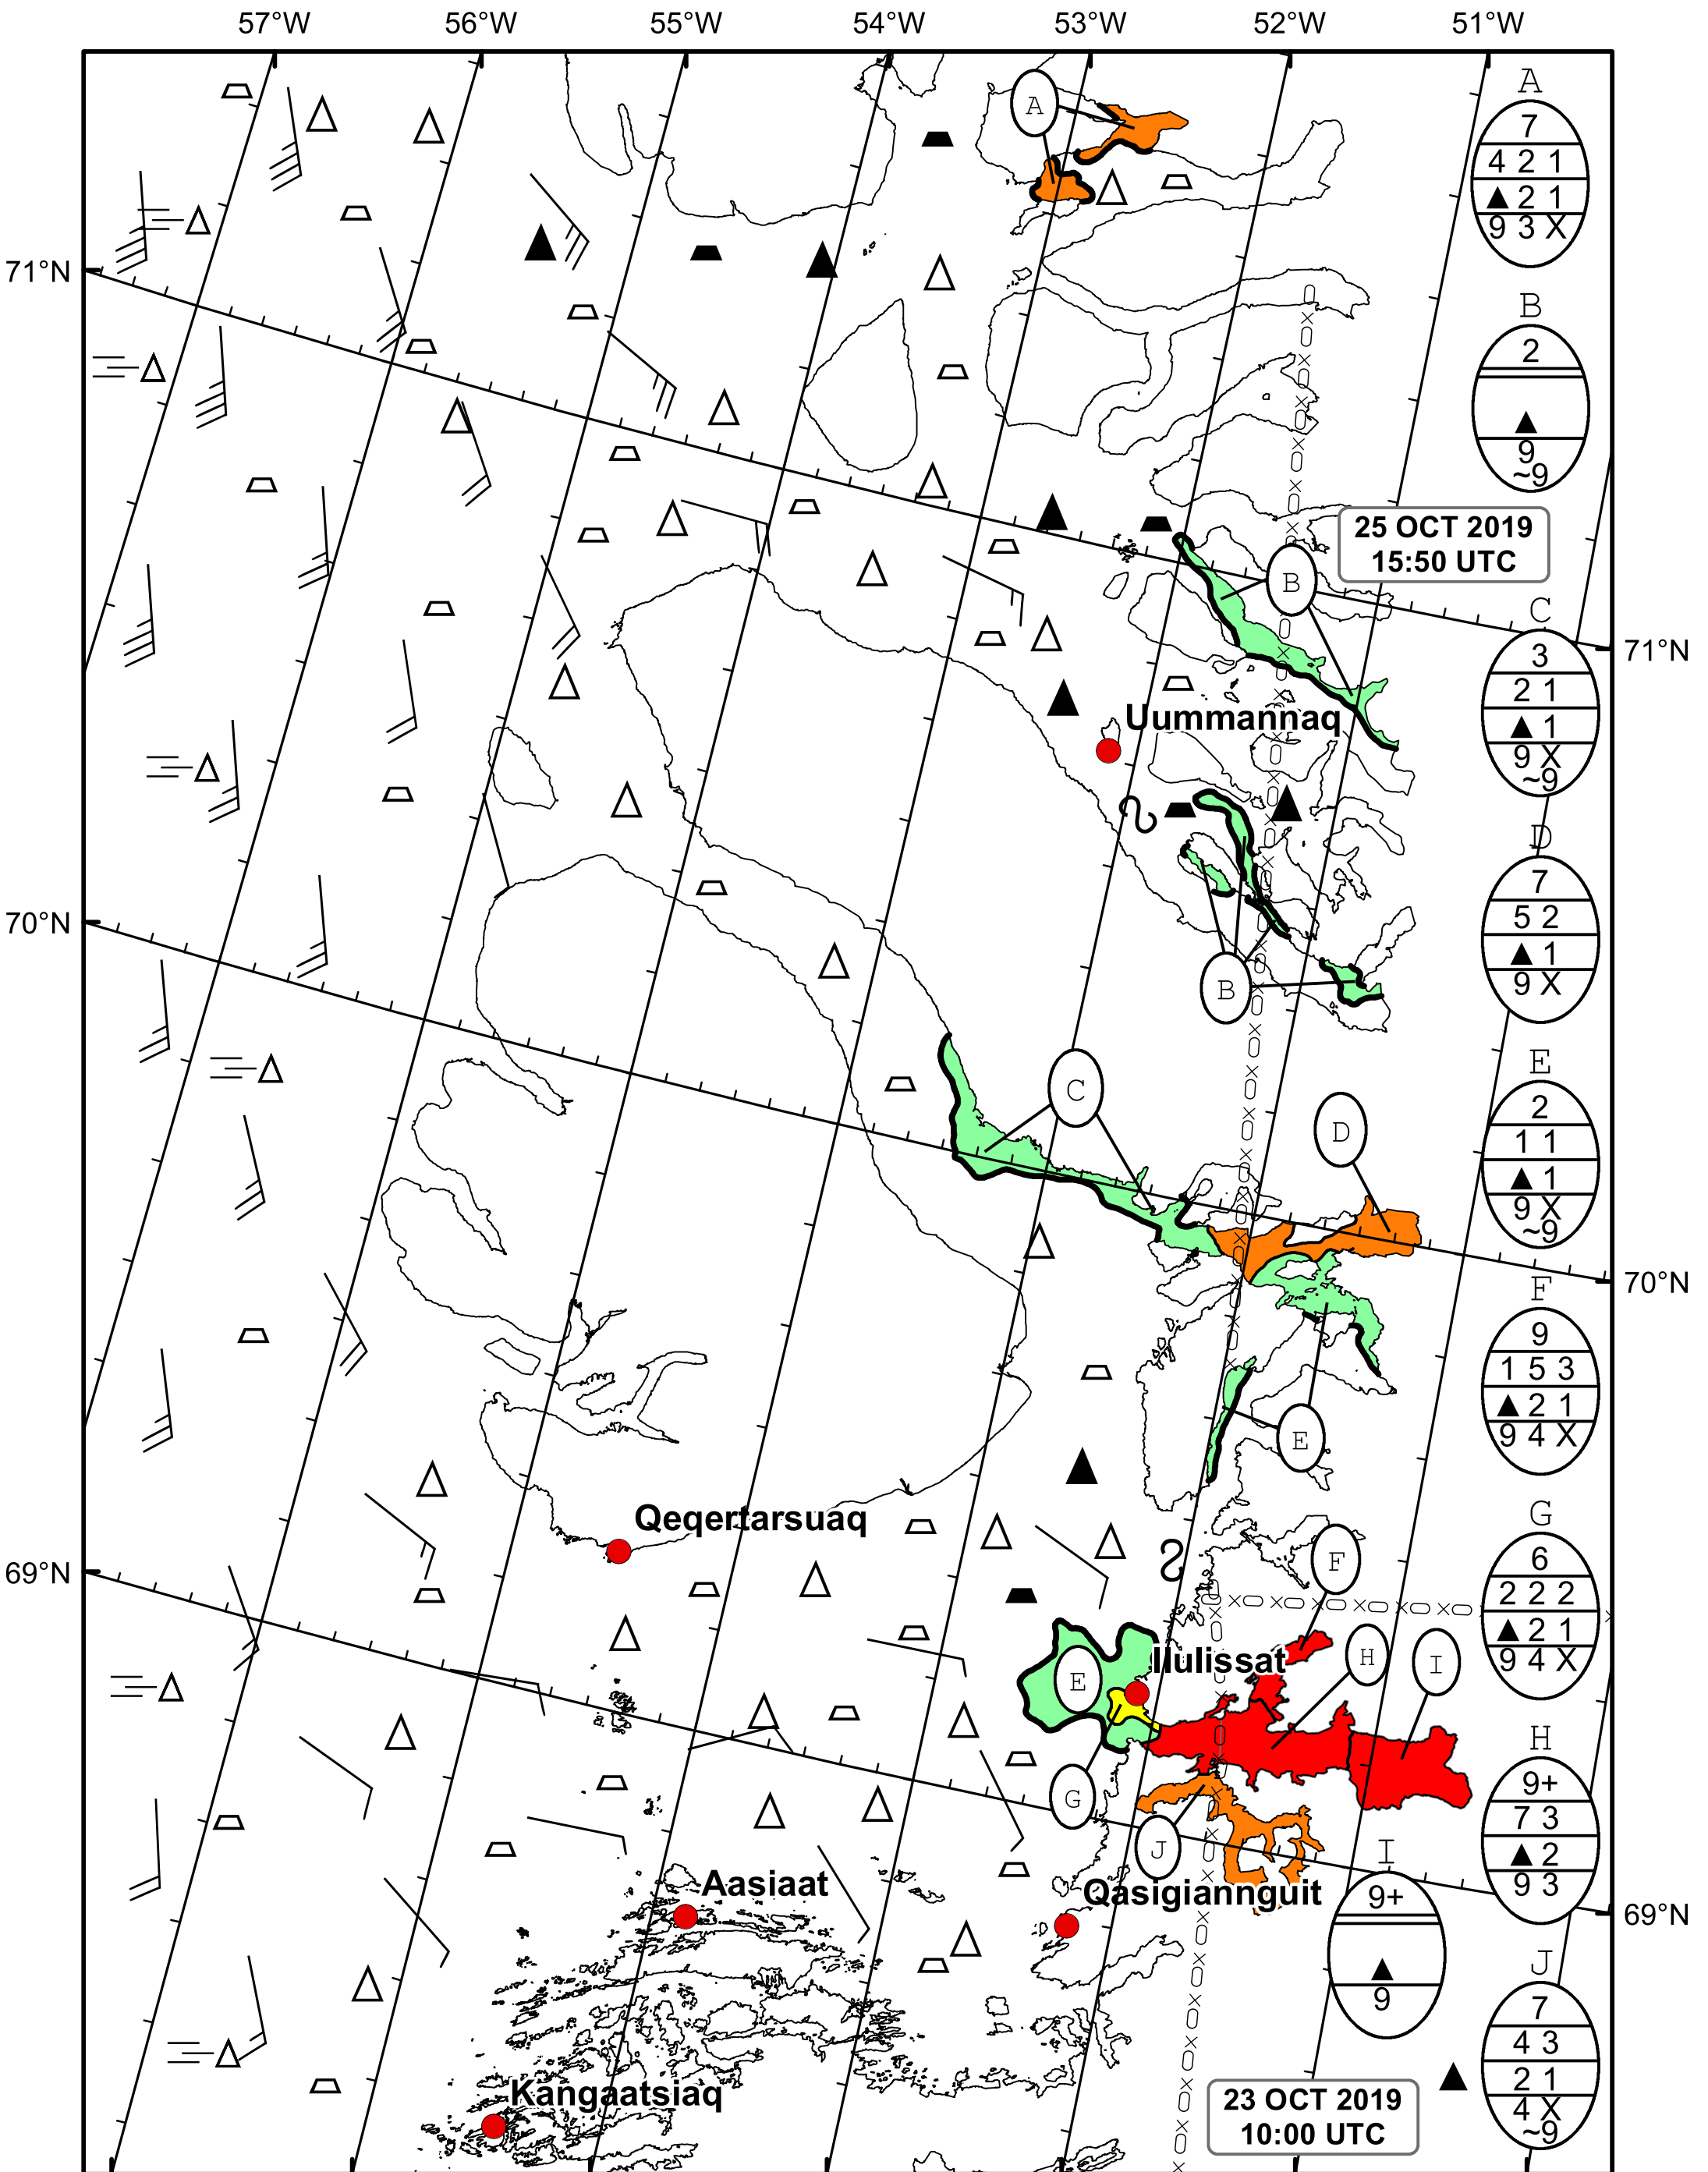 57°W 56°W 55°W 54°W 53°W 52°W 51°W
A
7
4 2 1
▲ 2 1
9 3 X
A
71°N
B
2
▲
9
~9
25 OCT 2019
15:50 UTC
B
C
3
2 1
▲ 1
9 X
~9
71°N
Uummannaq
D
7
5 2
▲ 1
9 X
70°N
B
E
2
1 1
▲ 1
9 X
~9
C
D
70°N
F
9
1 5 3
▲ 2 1
9 4 X
E
G
6
2 2 2
▲ 2 1
9 4 X
Qeqertarsuaq
69°N
F
H
I
E
Ilulissat
G
J
H
9+
7 3
▲ 2
9 3
I
9+
▲
9
Aasiaat
Qasigiannguit
69°N
J
7
4 3
▲ 2 1
4 X
~9
Kangaatsiaq
23 OCT 2019
10:00 UTC